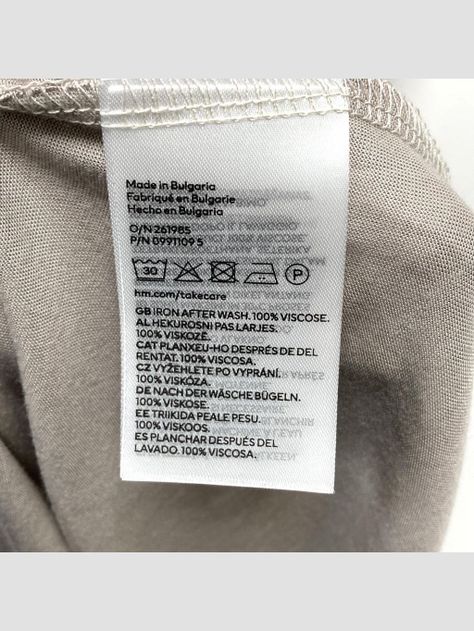 Made in Bulgaria
Fabriqué en Bulgarie
Hecho en Bulgaria
O/N 261985
P/N 0991109 5
30 P
hm.com/takecare
GB IRON AFTER WASH. 100% VISCOSE.
AL HEKUROSNI PAS LARJES.
100% VISKOZË.
CAT PLANXEU-HO DESPRÉS DE DEL
RENTAT. 100% VISCOSA.
CZ VYŽEHLETE PO VYPRÁNÍ.
100% VISKÓZA.
DE NACH DER WÄSCHE BÜGELN.
100% VISKOSE.
EE TRIIKIDA PEALE PESU.
100% VISKOOS.
ES PLANCHAR DESPUÉS DEL
LAVADO. 100% VISCOSA.